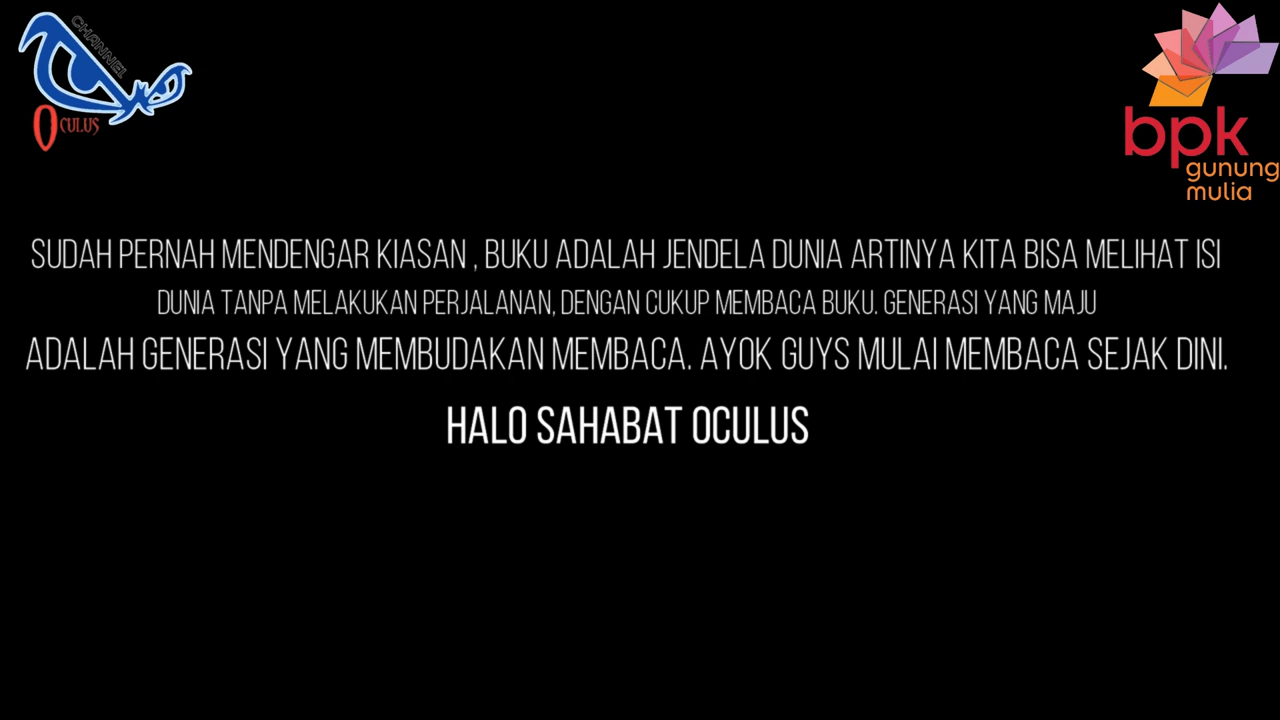 CHANNEL
OCULUS
bpk
gunung
mulia
SUDAH PERNAH MENDENGAR KIASAN , BUKU ADALAH JENDELA DUNIA ARTINYA KITA BISA MELIHAT ISI
DUNIA TANPA MELAKUKAN PERJALANAN, DENGAN CUKUP MEMBACA BUKU. GENERASI YANG MAJU
ADALAH GENERASI YANG MEMBUDAKAN MEMBACA. AYOK GUYS MULAI MEMBACA SEJAK DINI.
HALO SAHABAT OCULUS